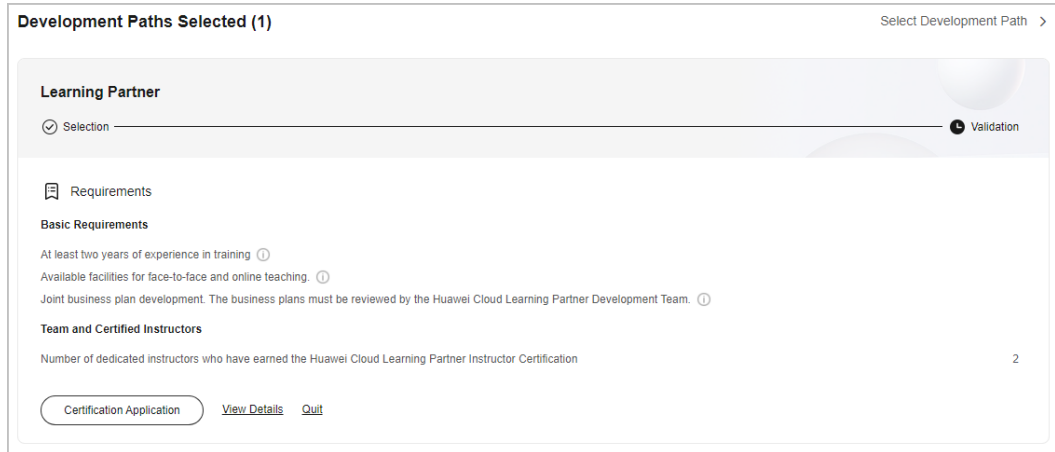 Development Paths Selected (1)
Select Development Path
Learning Partner
Selection
Validation
Requirements
Basic Requirements
At least two years of experience in training
Available facilities for face-to-face and online teaching.
Joint business plan development. The business plans must be reviewed by the Huawei Cloud Learning Partner Development Team.
Team and Certified Instructors
Number of dedicated instructors who have earned the Huawei Cloud Learning Partner Instructor Certification 2
Certification Application View Details Quit